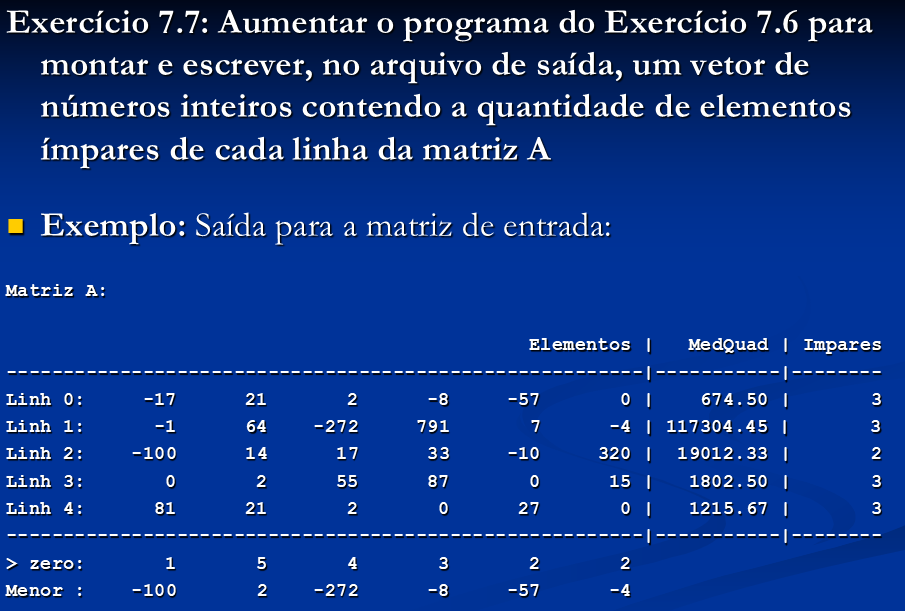 Exercício 7.7: Aumentar o programa do Exercício 7.6 para
montar e escrever, no arquivo de saída, um vetor de
números inteiros contendo a quantidade de elementos
ímpares de cada linha da matriz A
Exemplo: Saída para a matriz de entrada:
Matriz A:
Elementos | MedQuad | Impares
--------------------------------------------------------|-----------|--------
Linh 0: -17 21 2 -8 -57 0 | 674.50 | 3
Linh 1: -1 64 -272 791 7 -4 | 117304.45 | 3
Linh 2: -100 14 17 33 -10 320 | 19012.33 | 2
Linh 3: 0 2 55 87 0 15 | 1802.50 | 3
Linh 4: 81 21 2 0 27 0 | 1215.67 | 3
--------------------------------------------------------|-----------|--------
> zero: 1 5 4 3 2 2
Menor : -100 2 -272 -8 -57 -4